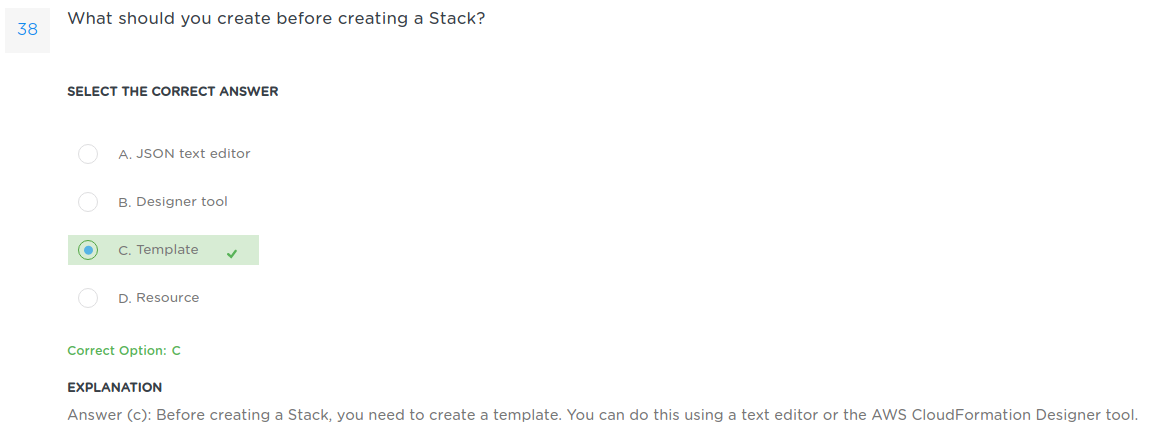 38
What should you create before creating a Stack?
SELECT THE CORRECT ANSWER
A. JSON text editor
B. Designer tool
C. Template
D. Resource
Correct Option: C
EXPLANATION
Answer (c): Before creating a Stack, you need to create a template. You can do this using a text editor or the AWS CloudFormation Designer tool.